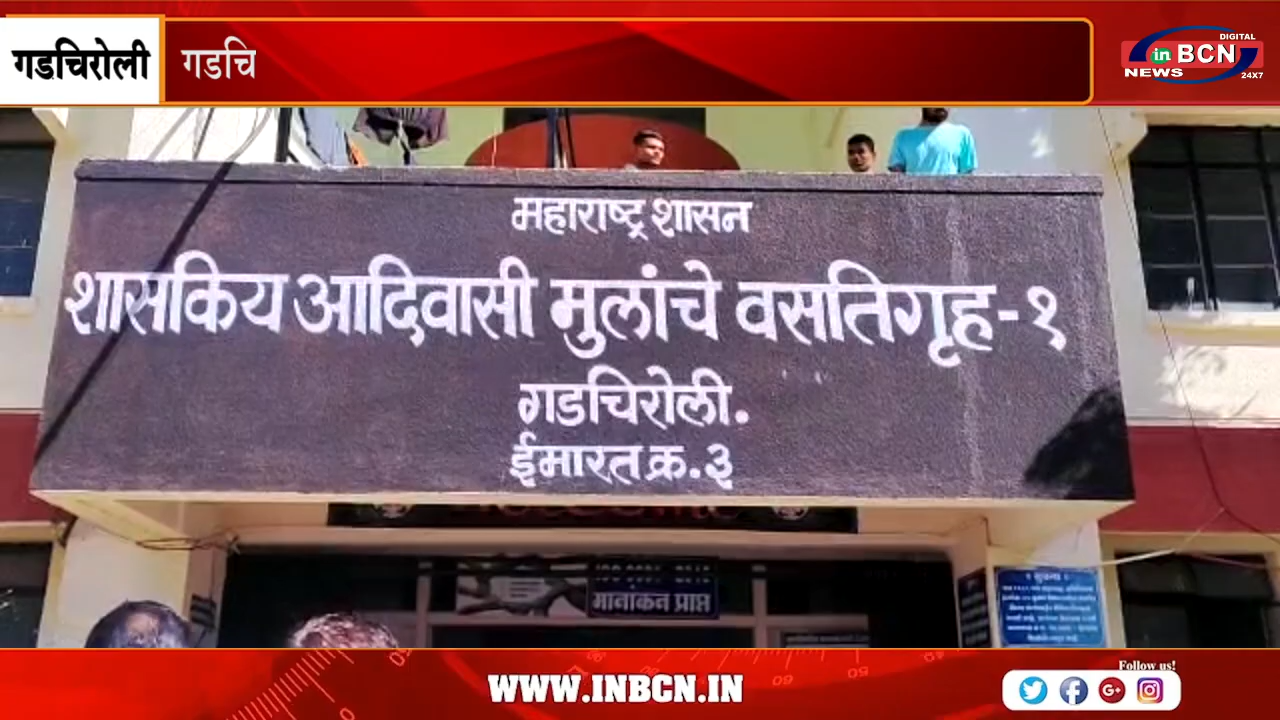 गडचिरोली
गडचि
DIGITAL
in BCN
NEWS 24X7
महाराष्ट्र शासन
शासकिय आदिवासी मुलांचे वसतिगृह-१
गडचिरोली.
ईमारत क्र.३
मानांकन प्राप्त
WWW.INBCN.IN
Follow us!